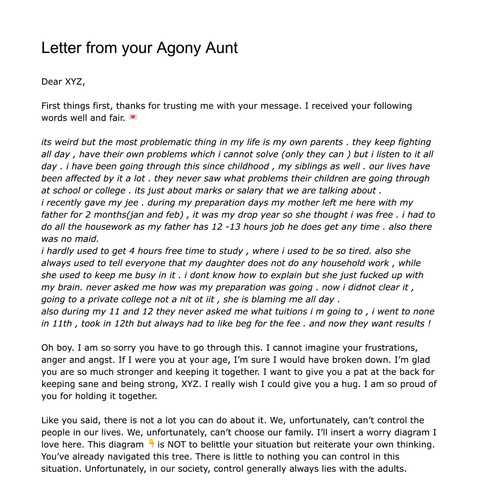 Letter from your Agony Aunt
Dear XYZ,
First things first, thanks for trusting me with your message. I received your following
words well and fair. 💌
its weird but the most problematic thing in my life is my own parents . they keep fighting
all day , have their own problems which i cannot solve (only they can ) but i listen to it all
day . i have been going through this since childhood , my siblings as well . our lives have
been affected by it a lot . they never saw what problems their children are going through
at school or college . its just about marks or salary that we are talking about .
i recently gave my jee . during my preparation days my mother left me here with my
father for 2 months(jan and feb) , it was my drop year so she thought i was free . i had to
do all the housework as my father has 12 -13 hours job he does get any time . also there
was no maid.
i hardly used to get 4 hours free time to study , where i used to be so tired. also she
always used to tell everyone that my daughter does not do any household work , while
she used to keep me busy in it . i dont know how to explain but she just fucked up with
my brain. never asked me how was my preparation was going . now i didnot clear it ,
going to a private college not a nit ot iit , she is blaming me all day .
also during my 11 and 12 they never asked me what tuitions i m going to , i went to none
in 11th , took in 12th but always had to like beg for the fee . and now they want results !
Oh boy. I am so sorry you have to go through this. I cannot imagine your frustrations,
anger and angst. If I were you at your age, I’m sure I would have broken down. I’m glad
you are so much stronger and keeping it together. I want to give you a pat at the back for
keeping sane and being strong, XYZ. I really wish I could give you a hug. I am so proud of
you for holding it together.
Like you said, there is not a lot you can do about it. We, unfortunately, can’t control the
people in our lives. We, unfortunately, can’t choose our family. I’ll insert a worry diagram I
love here. This diagram 👇 is NOT to belittle your situation but reiterate your own thinking.
You’ve already navigated this tree. There is little to nothing you can control in this
situation. Unfortunately, in our society, control generally always lies with the adults.